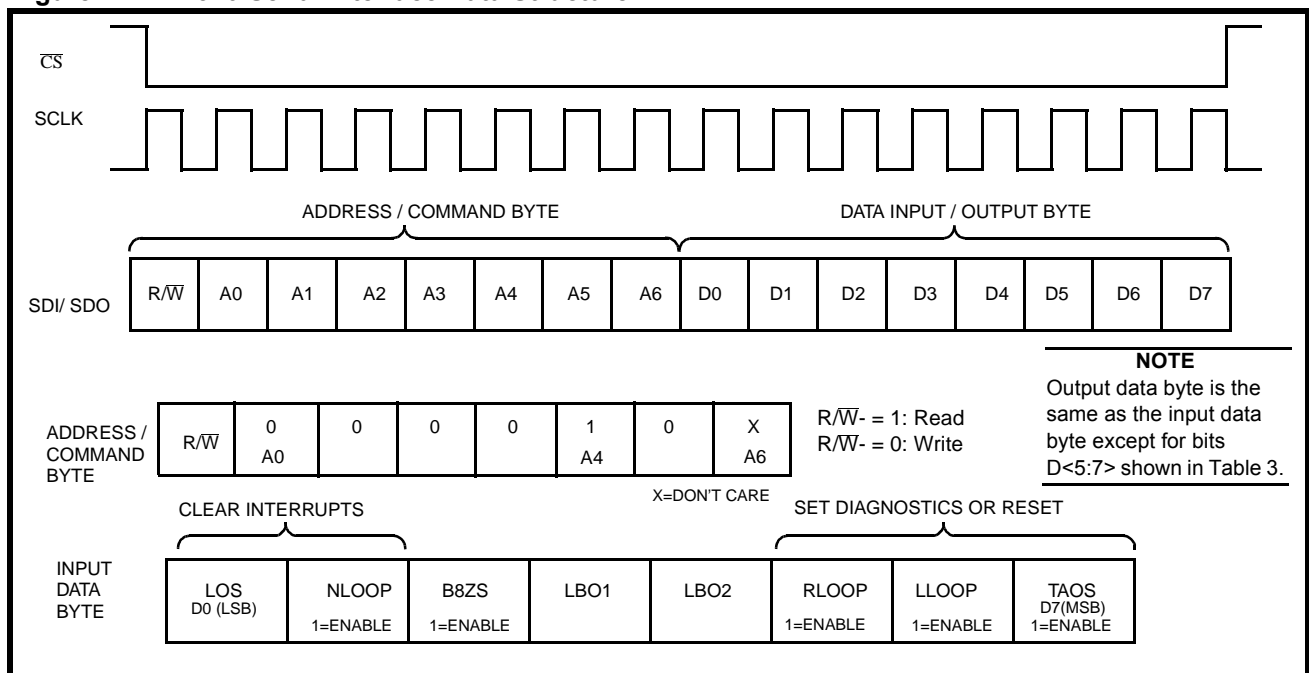 CS
SCLK
ADDRESS / COMMAND BYTE DATA INPUT / OUTPUT BYTE
SDI/ SDO R/W A0 A1 A2 A3 A4 A5 A6 D0 D1 D2 D3 D4 D5 D6 D7
NOTE
Output data byte is the
same as the input data
byte except for bits
D<5:7> shown in Table 3.
ADDRESS /
COMMAND
BYTE
R/W 0 0 0 0 1 0 X
A0 A4 A6
R/W- = 1: Read
R/W- = 0: Write
X=DON'T CARE
CLEAR INTERRUPTS SET DIAGNOSTICS OR RESET
INPUT
DATA
BYTE
LOS NLOOP B8ZS LBO1 LBO2 RLOOP LLOOP TAOS
D0 (LSB) D7(MSB)
1=ENABLE 1=ENABLE 1=ENABLE 1=ENABLE 1=ENABLE